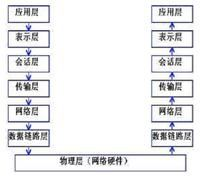 应用层 应用层
表示层 表示层
会话层 会话层
传输层 传输层
网络层 网络层
数据链路层 数据链路层
物理层（网络硬件）